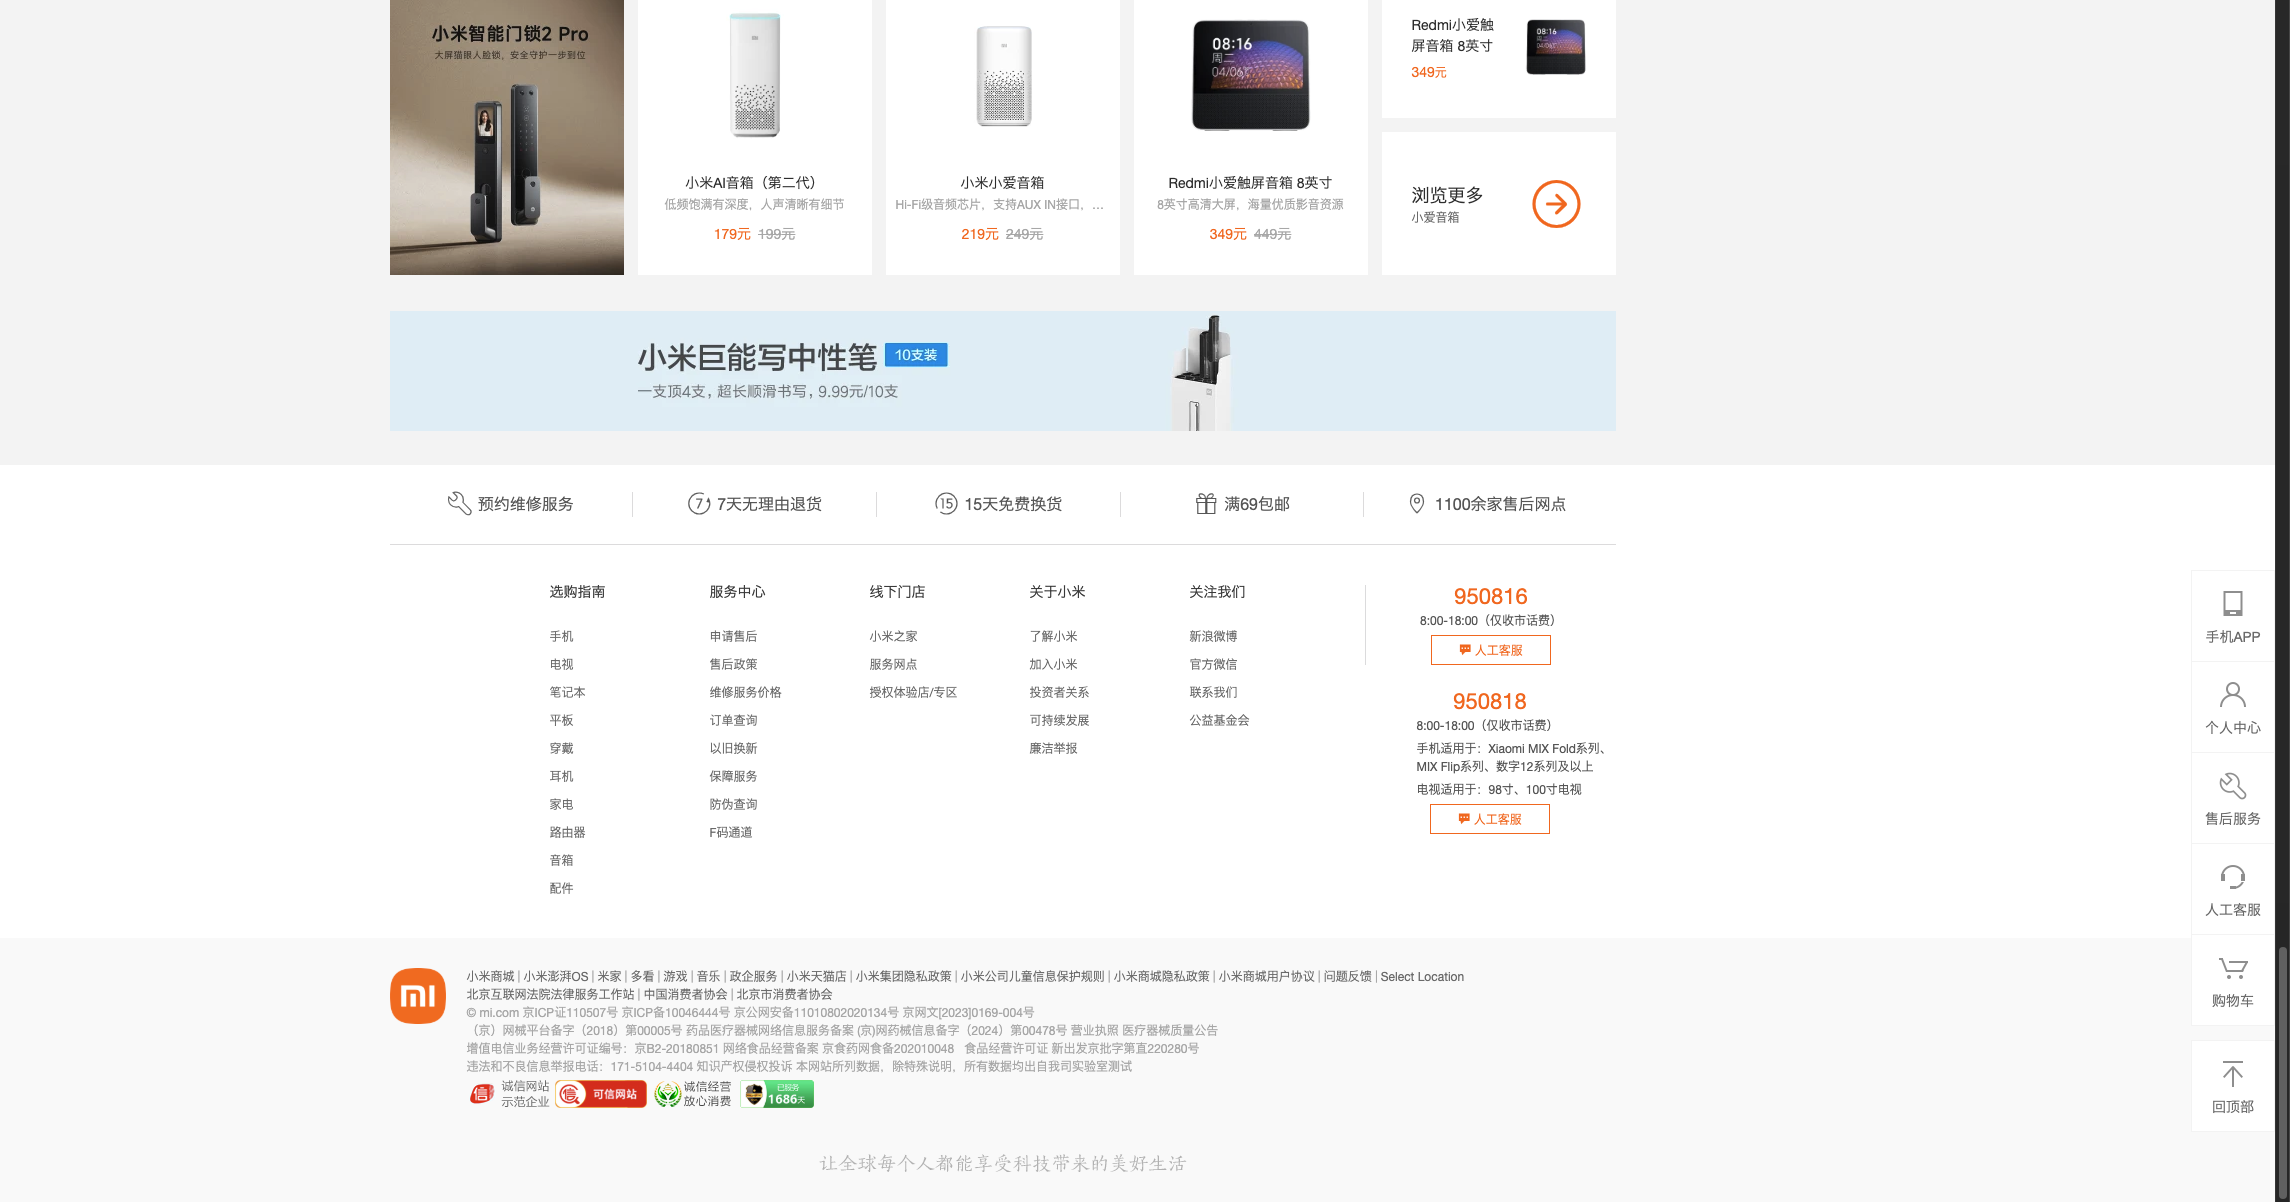 小米智能门锁2 Pro
大屏猫眼人脸锁，安全守护一步到位
小米AI音箱（第二代）
低频饱满有深度，人声清晰有细节
179元 199元
小米小爱音箱
Hi-Fi级音频芯片，支持AUX IN接口，...
219元 249元
08:16
周二
04/06
Redmi小爱触屏音箱 8英寸
8英寸高清大屏，海量优质影音资源
349元 449元
Redmi小爱触
屏音箱 8英寸
349元
08:16
浏览更多
小爱音箱
小米巨能写中性笔 10支装
一支顶4支，超长顺滑书写，9.99元/10支
预约维修服务
7 7天无理由退货
15 15天免费换货
满69包邮
1100余家售后网点
选购指南
手机
电视
笔记本
平板
穿戴
耳机
家电
路由器
音箱
配件
服务中心
申请售后
售后政策
维修服务价格
订单查询
以旧换新
保障服务
防伪查询
F码通道
线下门店
小米之家
服务网点
授权体验店/专区
关于小米
了解小米
加入小米
投资者关系
可持续发展
廉洁举报
关注我们
新浪微博
官方微信
联系我们
公益基金会
950816
8:00-18:00（仅收市话费）
人工客服
950818
8:00-18:00（仅收市话费）
手机适用于：Xiaomi MIX Fold系列、
MIX Flip系列、数字12系列及以上
电视适用于：98寸、100寸电视
人工客服
手机APP
个人中心
售后服务
人工客服
购物车
回顶部
mi
小米商城 | 小米澎湃OS | 米家 | 多看 | 游戏 | 音乐 | 政企服务 | 小米天猫店 | 小米集团隐私政策 | 小米公司儿童信息保护规则 | 小米商城隐私政策 | 小米商城用户协议 | 问题反馈 | Select Location
北京互联网法院法律服务工作站 | 中国消费者协会 | 北京市消费者协会
© mi.com 京ICP证110507号 京ICP备10046444号 京公网安备11010802020134号 京网文[2023]0169-004号
（京）网械平台备字（2018）第00005号 药品医疗器械网络信息服务备案 (京)网药械信息备字（2024）第00478号 营业执照 医疗器械质量公告
增值电信业务经营许可证编号：京B2-20180851 网络食品经营备案 京食药网食备202010048 食品经营许可证 新出发京批字第直220280号
违法和不良信息举报电话：171-5104-4404 知识产权侵权投诉 本网站所列数据，除特殊说明，所有数据均出自我司实验室测试
信 诚信网站
示范企业
信 可信网站
诚信经营
放心消费
已服务
1686天
让全球每个人都能享受科技带来的美好生活